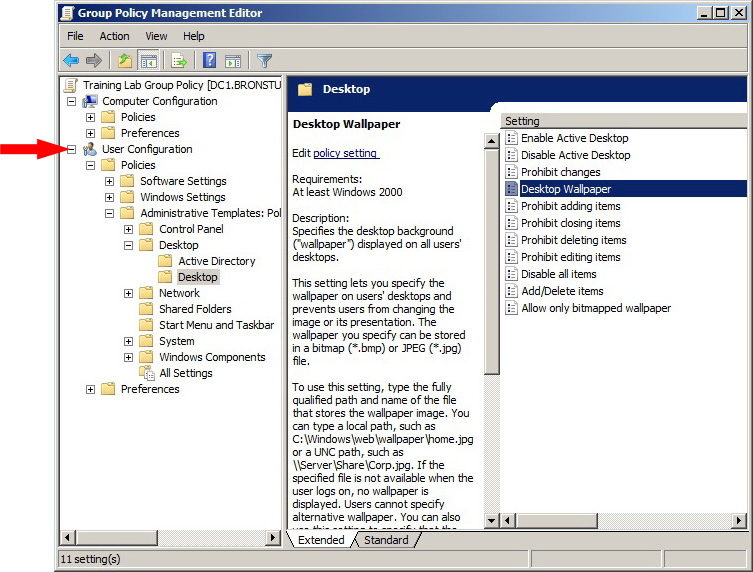 Group Policy Management Editor
File Action View Help
Training Lab Group Policy [DC1.BRONSTU
Computer Configuration
Policies
Preferences
User Configuration
Policies
Software Settings
Windows Settings
Administrative Templates: Pol
Control Panel
Desktop
Active Directory
Desktop
Network
Shared Folders
Start Menu and Taskbar
System
Windows Components
All Settings
Preferences
Desktop
Desktop Wallpaper
Edit policy setting
Requirements:
At least Windows 2000
Description:
Specifies the desktop background
("wallpaper") displayed on all users'
desktops.
This setting lets you specify the
wallpaper on users' desktops and
prevents users from changing the
image or its presentation. The
wallpaper you specify can be stored
in a bitmap (*.bmp) or JPEG (*.jpg)
file.
To use this setting, type the fully
qualified path and name of the file
that stores the wallpaper image. You
can type a local path, such as
C:\Windows\web\wallpaper\home.jpg
or a UNC path, such as
\\Server\Share\Corp.jpg. If the
specified file is not available when the
user logs on, no wallpaper is
displayed. Users cannot specify
alternative wallpaper. You can also
use this setting to specify that the
Setting
Enable Active Desktop
Disable Active Desktop
Prohibit changes
Desktop Wallpaper
Prohibit adding items
Prohibit closing items
Prohibit deleting items
Prohibit editing items
Disable all items
Add/Delete items
Allow only bitmapped wallpaper
Extended Standard
11 setting(s)